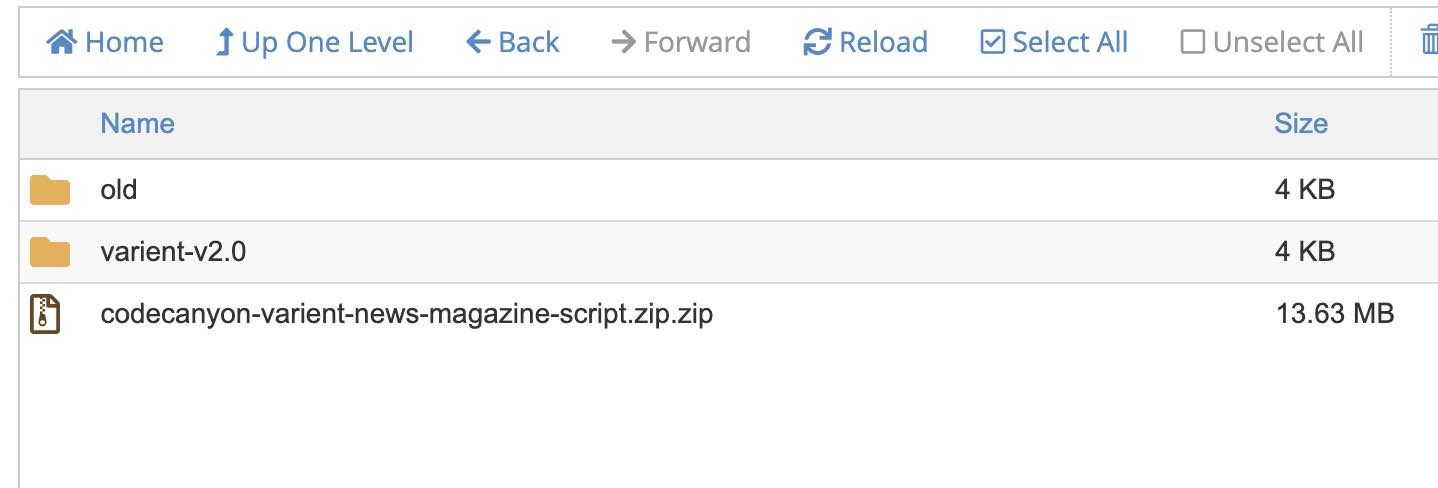 Home Up One Level Back Forward Reload Select All Unselect All
Name Size
old 4 KB
varient-v2.0 4 KB
codecanyon-varient-news-magazine-script.zip.zip 13.63 MB